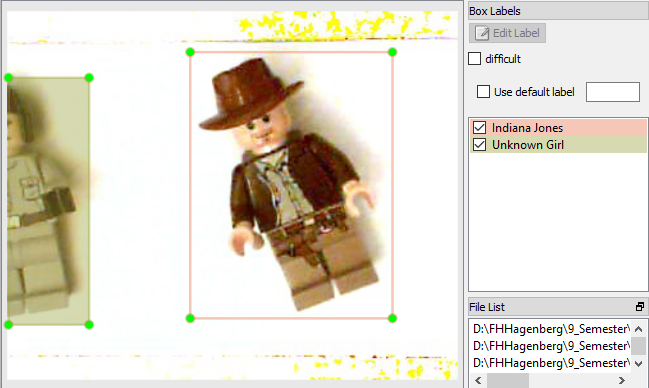 Box Labels
Edit Label
difficult
Use default label
Indiana Jones
Unknown Girl
File List
D:\FHHagenberg\9_Semester\
D:\FHHagenberg\9_Semester\
D:\FHHagenberg\9_Semester\